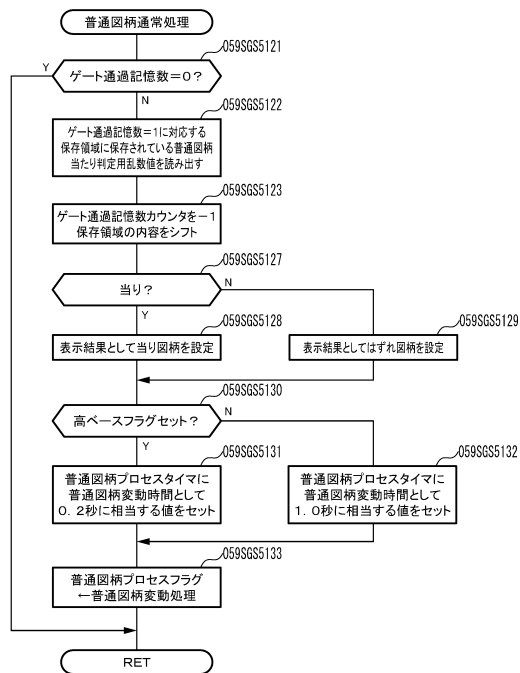 普通図柄通常処理
059SGS5121
Y
ゲート通過記憶数=0?
N
059SGS5122
ゲート通過記憶数=1に対応する
保存領域に保存されている普通図柄
当たり判定用乱数値を読み出す
059SGS5123
ゲート通過記憶数カウンタを-1
保存領域の内容をシフト
059SGS5127
当り?
N
Y
059SGS5128
表示結果として当り図柄を設定
059SGS5129
表示結果としてはずれ図柄を設定
059SGS5130
高ベースフラグセット?
N
Y
059SGS5131
普通図柄プロセスタイマに
普通図柄変動時間として
0.2秒に相当する値をセット
059SGS5132
普通図柄プロセスタイマに
普通図柄変動時間として
1.0秒に相当する値をセット
059SGS5133
普通図柄プロセスフラグ
←普通図柄変動処理
RET